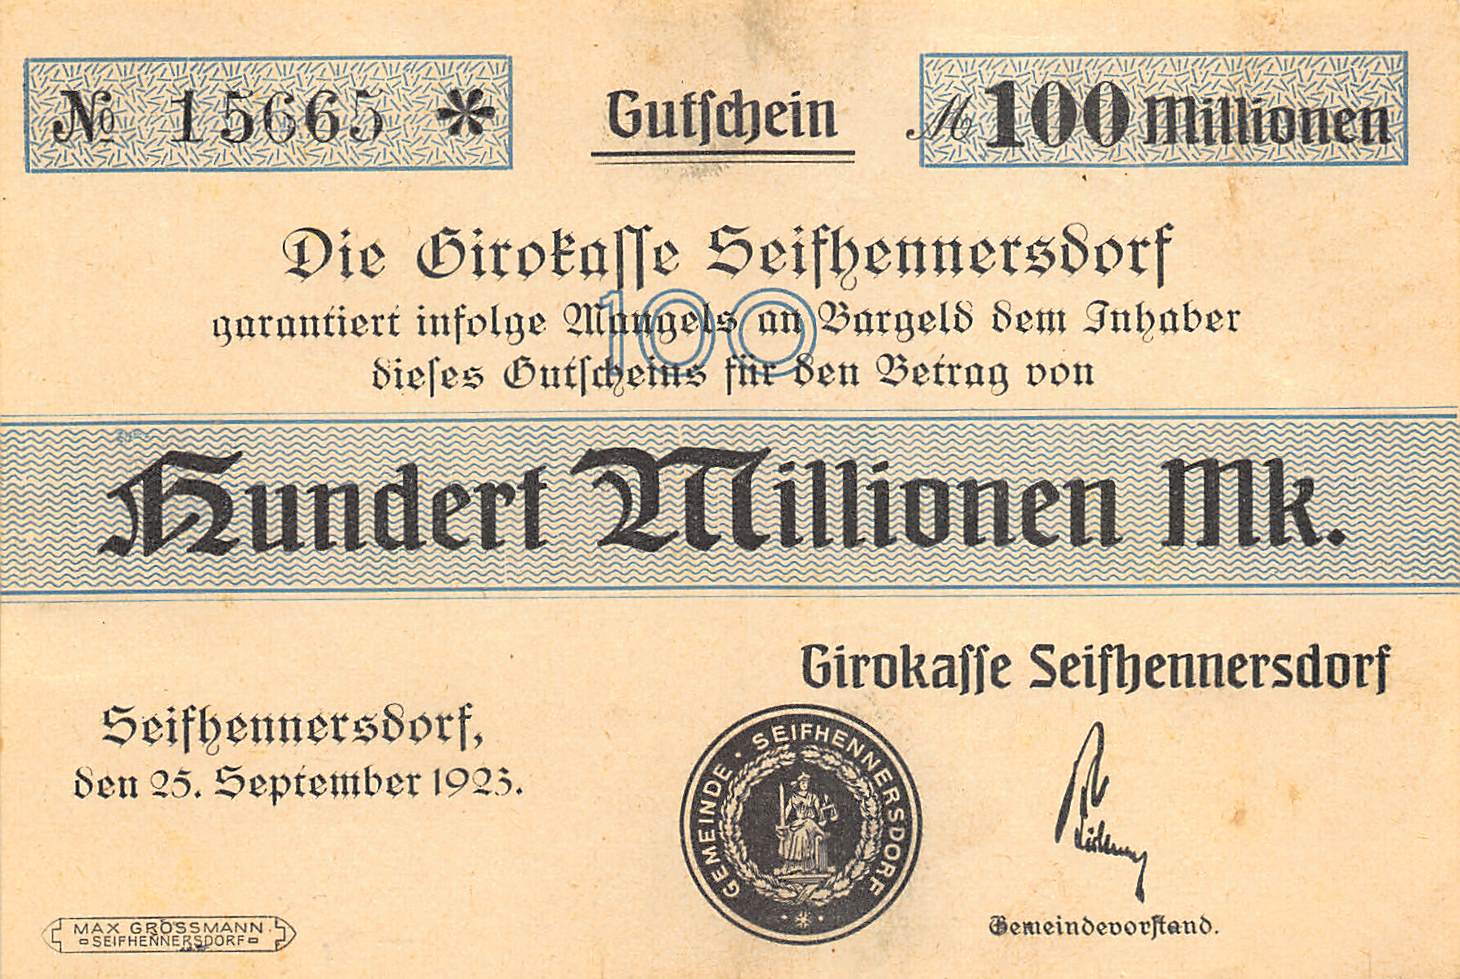 № 15665 *
Gutschein
M 100 Millionen
Die Girokasse Seifhennersdorf
garantiert infolge Mangels an Bargeld dem Inhaber
100
dieses Gutscheins für den Betrag von
Hundert Millionen Mk.
Girokasse Seifhennersdorf
Seifhennersdorf,
den 25. September 1923.
GEMEINDE · SEIFHENNERSDORF
Gemeindevorstand.
MAX GRÖSSMANN
SEIFHENNERSDORF